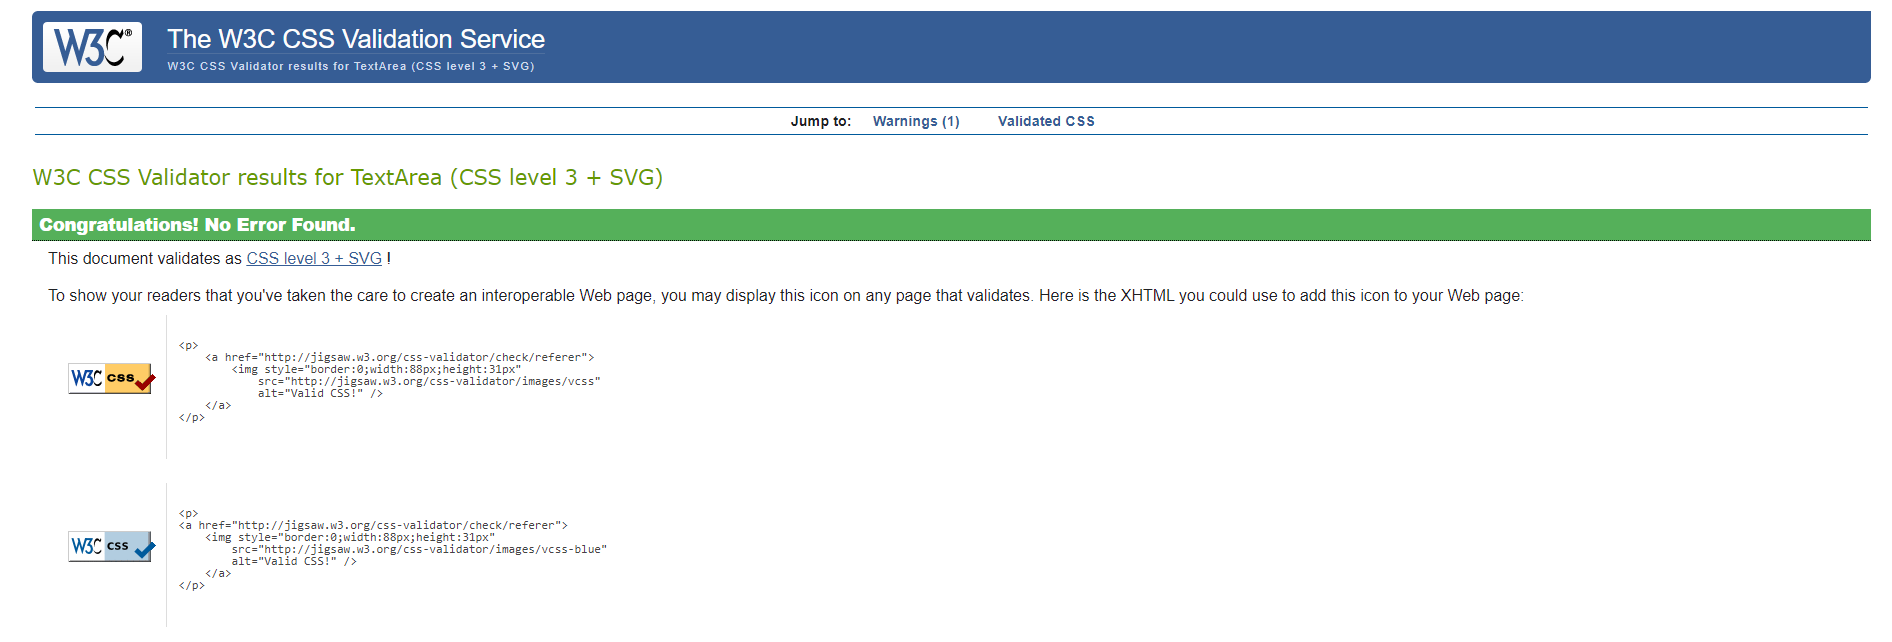 W3C®
The W3C CSS Validation Service
W3C CSS Validator results for TextArea (CSS level 3 + SVG)
Jump to: Warnings (1) Validated CSS
W3C CSS Validator results for TextArea (CSS level 3 + SVG)
Congratulations! No Error Found.
This document validates as CSS level 3 + SVG !
To show your readers that you've taken the care to create an interoperable Web page, you may display this icon on any page that validates. Here is the XHTML you could use to add this icon to your Web page:
W3C css
<p>
<a href="http://jigsaw.w3.org/css-validator/check/referer">
<img style="border:0;width:88px;height:31px"
src="http://jigsaw.w3.org/css-validator/images/vcss"
alt="Valid CSS!" />
</a>
</p>
W3C css
<p>
<a href="http://jigsaw.w3.org/css-validator/check/referer">
<img style="border:0;width:88px;height:31px"
src="http://jigsaw.w3.org/css-validator/images/vcss-blue"
alt="Valid CSS!" />
</a>
</p>